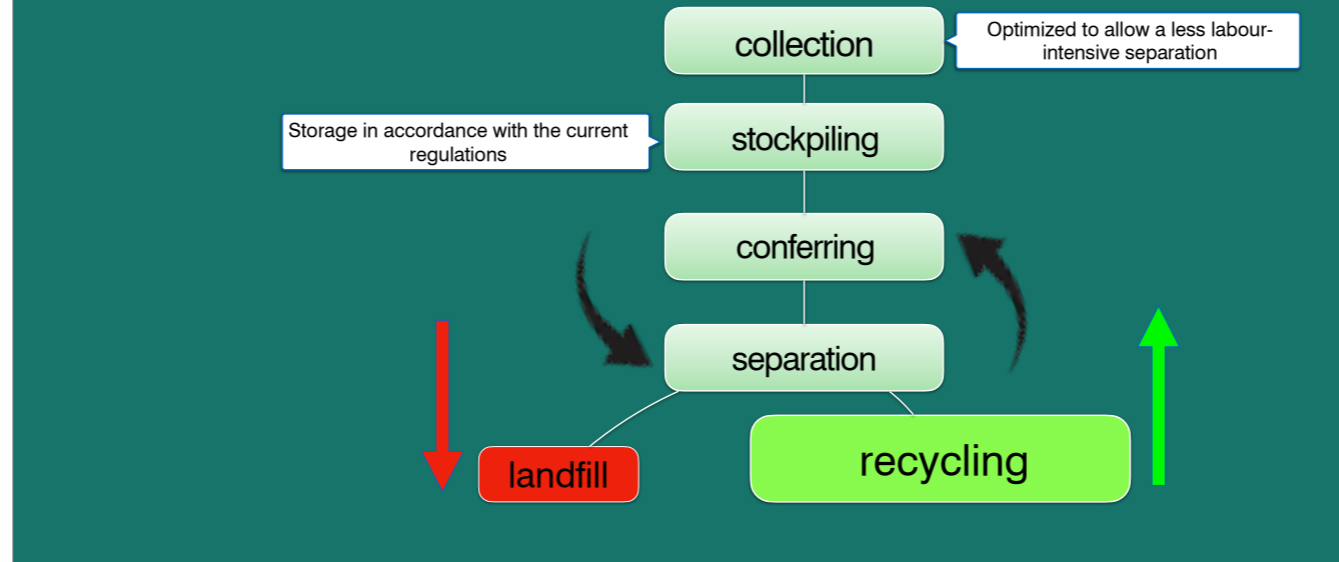 collection
Optimized to allow a less labour-
intensive separation
Storage in accordance with the current
regulations
stockpiling
conferring
separation
landfill
recycling